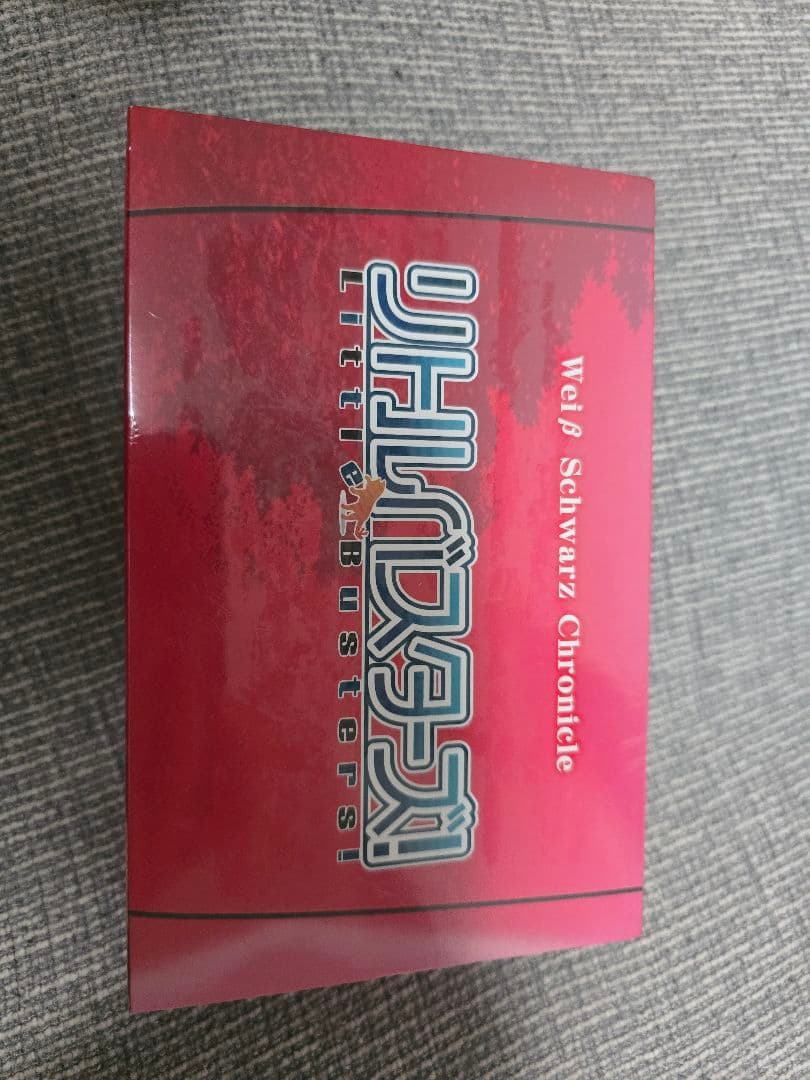 Weiβ Schwarz Chronicle
リトルバスターズ!
Little Busters!